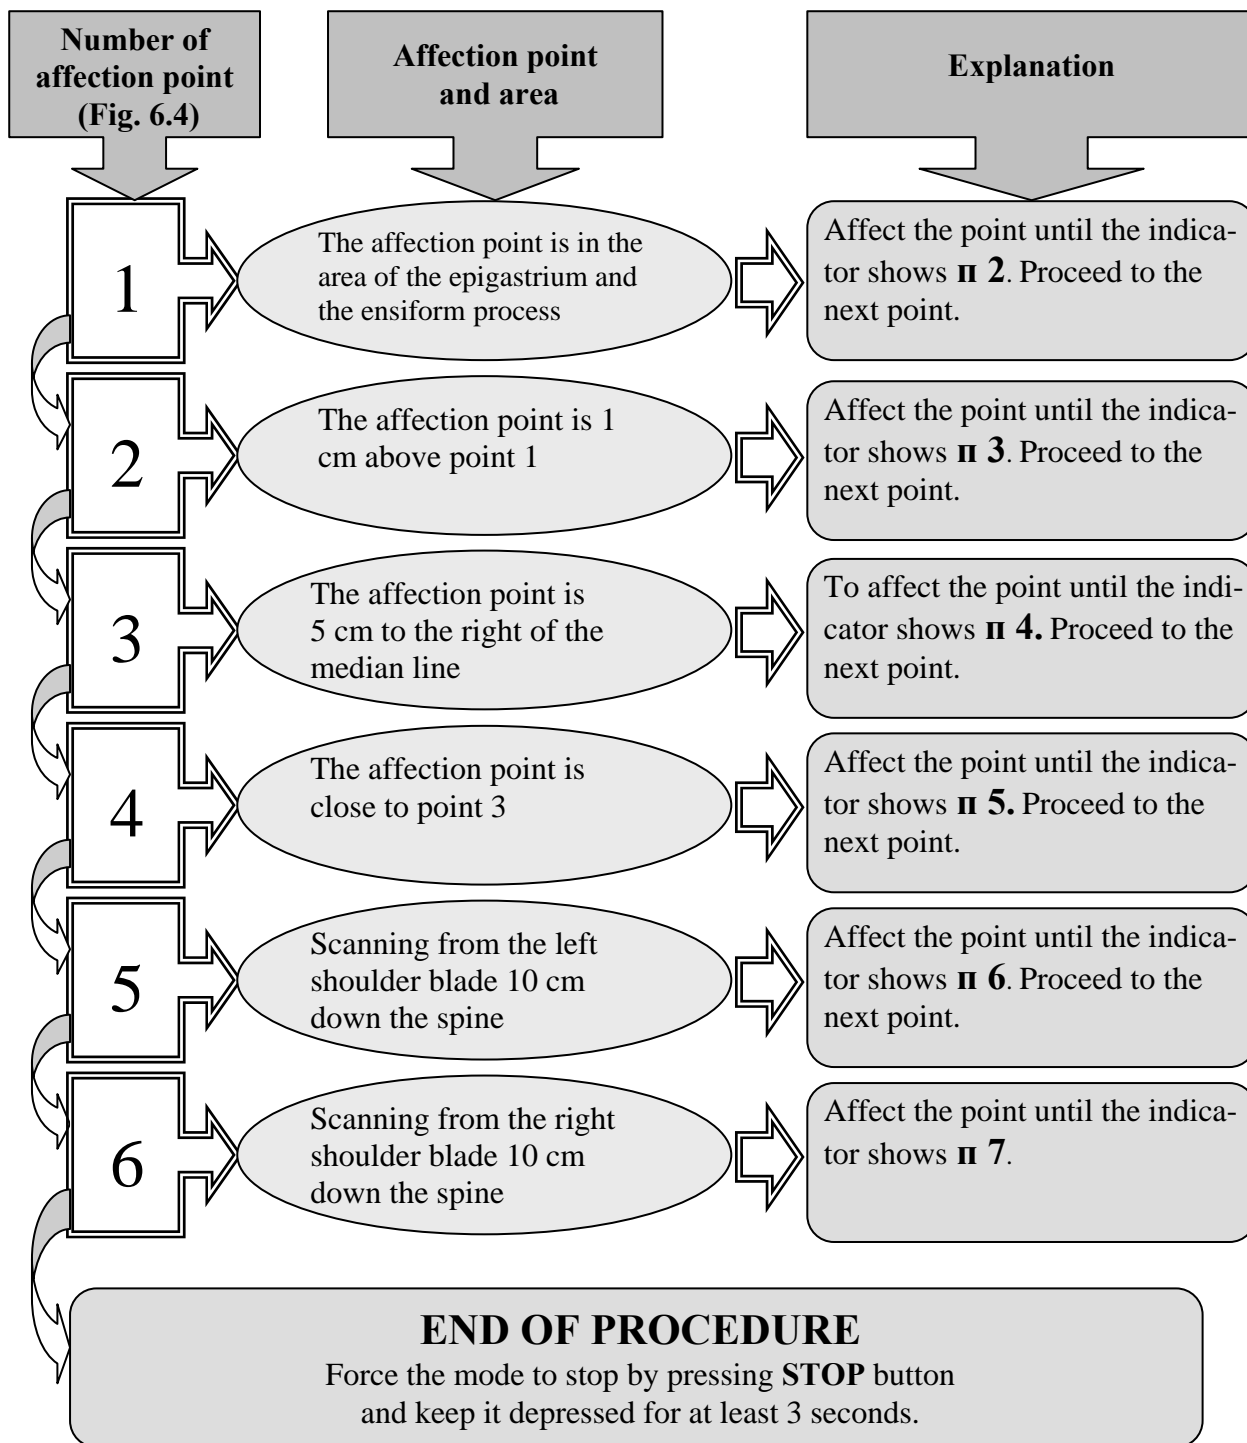 Number of
affection point
(Fig. 6.4)
Affection point
and area
Explanation
1
The affection point is in the
area of the epigastrium and
the ensiform process
Affect the point until the indica-
tor shows п 2. Proceed to the
next point.
2
The affection point is 1
cm above point 1
Affect the point until the indica-
tor shows п 3. Proceed to the
next point.
3
The affection point is
5 cm to the right of the
median line
To affect the point until the indi-
cator shows п 4. Proceed to the
next point.
4
The affection point is
close to point 3
Affect the point until the indica-
tor shows п 5. Proceed to the
next point.
5
Scanning from the left
shoulder blade 10 cm
down the spine
Affect the point until the indica-
tor shows п 6. Proceed to the
next point.
6
Scanning from the right
shoulder blade 10 cm
down the spine
Affect the point until the indica-
tor shows п 7.
END OF PROCEDURE
Force the mode to stop by pressing STOP button
and keep it depressed for at least 3 seconds.